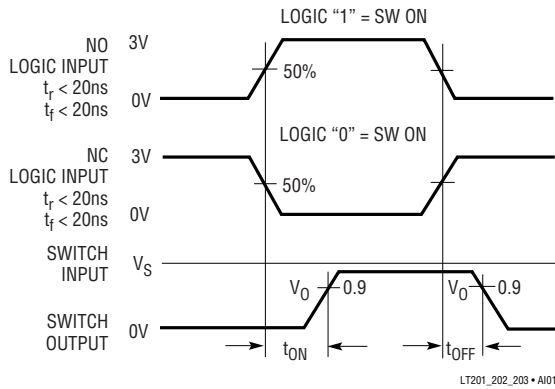 LOGIC “1” = SW ON
NO
LOGIC INPUT
tr < 20ns
tf < 20ns
3V
0V
50%
LOGIC “0” = SW ON
NC
LOGIC INPUT
tr < 20ns
tf < 20ns
3V
0V
50%
SWITCH
INPUT
VS
VO 0.9
VO 0.9
SWITCH
OUTPUT
0V
tON
tOFF
LT201_202_203 • AI01